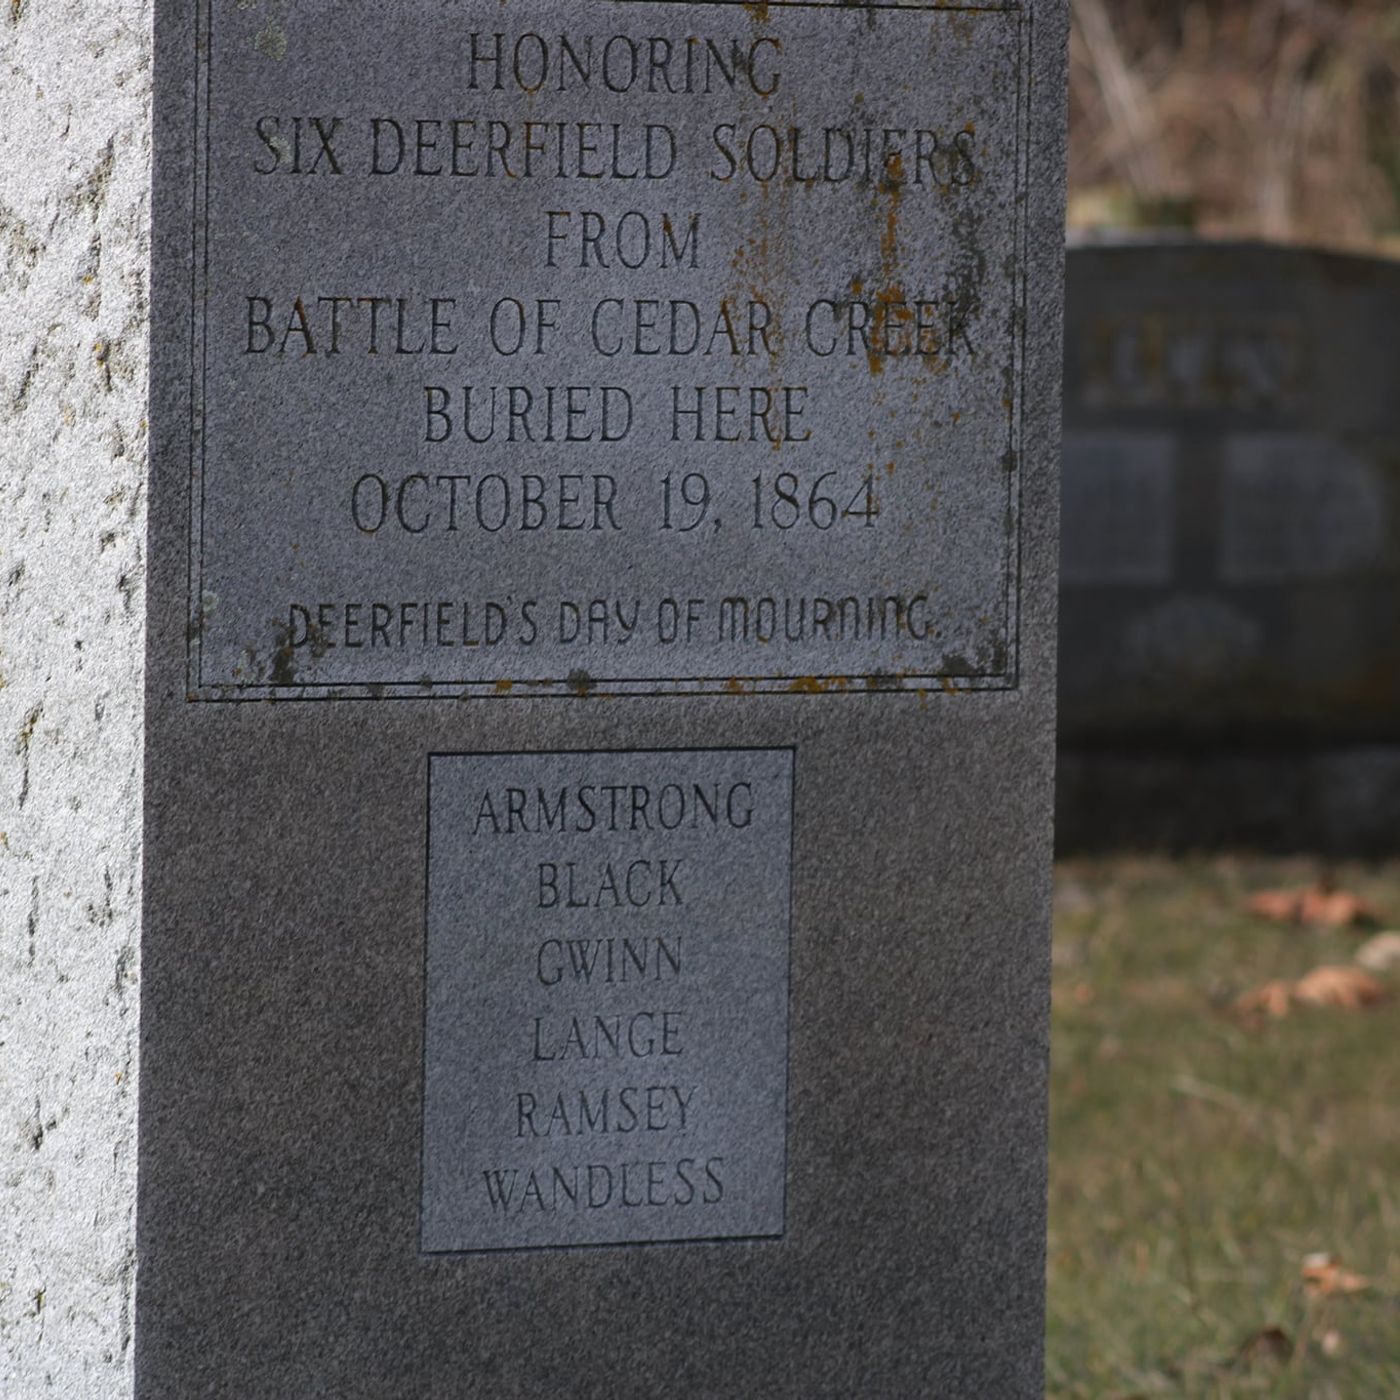 HONORING
SIX DEERFIELD SOLDIERS
FROM
BATTLE OF CEDAR CREEK
BURIED HERE
OCTOBER 19, 1864
DEERFIELD'S DAY OF MOURNING.
ARMSTRONG
BLACK
GWINN
LANGE
RAMSEY
WANDLESS